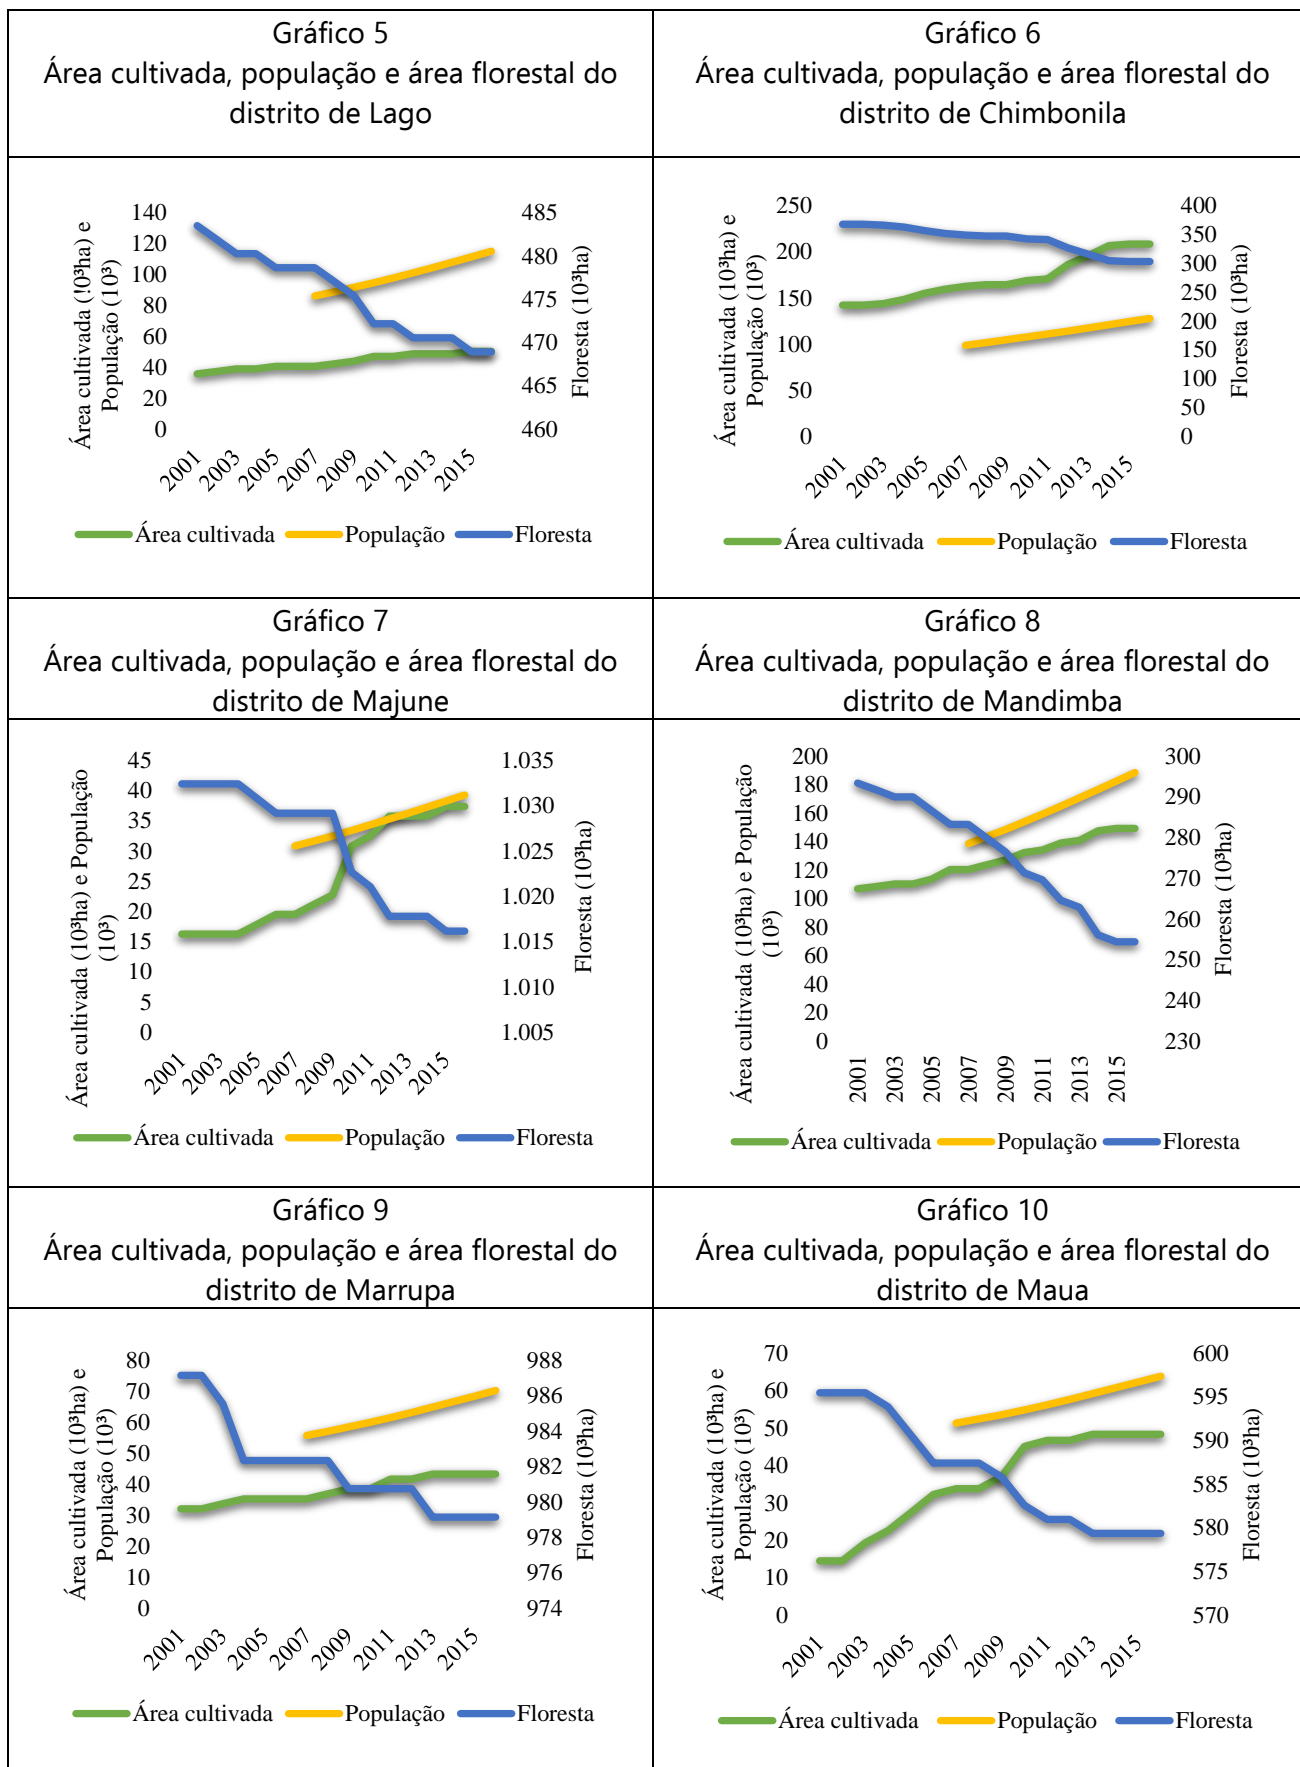 Gráfico 5
Área cultivada, população e área florestal do
distrito de Lago
Gráfico 6
Área cultivada, população e área florestal do
distrito de Chimbonila
Área cultivada (!0³ha) e
População (10³)
140
120
100
80
60
40
20
0
485
480
475
470
465
460
Floresta (10³ha)
2001
2003
2005
2007
2009
2011
2013
2015
Área cultivada
População
Floresta
Área cultivada (10³ha) e
População (10³)
250
200
150
100
50
0
400
350
300
250
200
150
100
50
0
Floresta (10³ha)
2001
2003
2005
2007
2009
2011
2013
2015
Área cultivada
População
Floresta
Gráfico 7
Área cultivada, população e área florestal do
distrito de Majune
Gráfico 8
Área cultivada, população e área florestal do
distrito de Mandimba
Área cultivada (10³ha) e População
(10³)
45
40
35
30
25
20
15
10
5
0
1.035
1.030
1.025
1.020
1.015
1.010
1.005
Floresta (10³ha)
2001
2003
2005
2007
2009
2011
2013
2015
Área cultivada
População
Floresta
Área cultivada (10³ha) e População
(10³)
200
180
160
140
120
100
80
60
40
20
0
300
290
280
270
260
250
240
230
Floresta (10³ha)
2001
2003
2005
2007
2009
2011
2013
2015
Área cultivada
População
Floresta
Gráfico 9
Área cultivada, população e área florestal do
distrito de Marrupa
Gráfico 10
Área cultivada, população e área florestal do
distrito de Maua
Área cultivada (10³ha) e
População (10³)
80
70
60
50
40
30
20
10
0
988
986
984
982
980
978
976
974
Floresta (10³ha)
2001
2003
2005
2007
2009
2011
2013
2015
Área cultivada
População
Floresta
Área cultivada (10³ha) e
População (10³)
70
60
50
40
30
20
10
0
600
595
590
585
580
575
570
Floresta (10³ha)
2001
2003
2005
2007
2009
2011
2013
2015
Área cultivada
População
Floresta